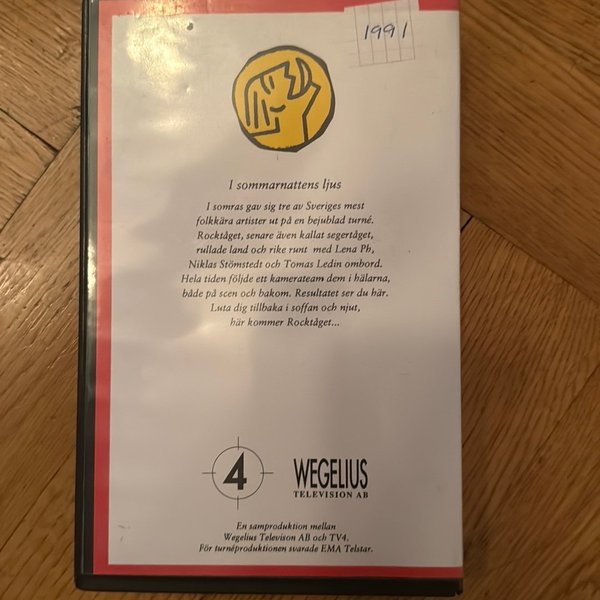 1991
I sommarnattens ljus
I somras gav sig tre av Sveriges mest
folkkära artister ut på en bejublad turné.
Rocktåget, senare även kallat segertåget,
rullade land och rike runt med Lena Ph,
Niklas Stömstedt och Tomas Ledin ombord.
Hela tiden följde ett kamerateam dem i hälarna,
både på scen och bakom. Resultatet ser du här.
Luta dig tillbaka i soffan och njut,
här kommer Rocktåget...
4
WEGELIUS
TELEVISION AB
En samproduktion mellan
Wegelius Televison AB och TV4.
För turnéproduktionen svarade EMA Telstar.